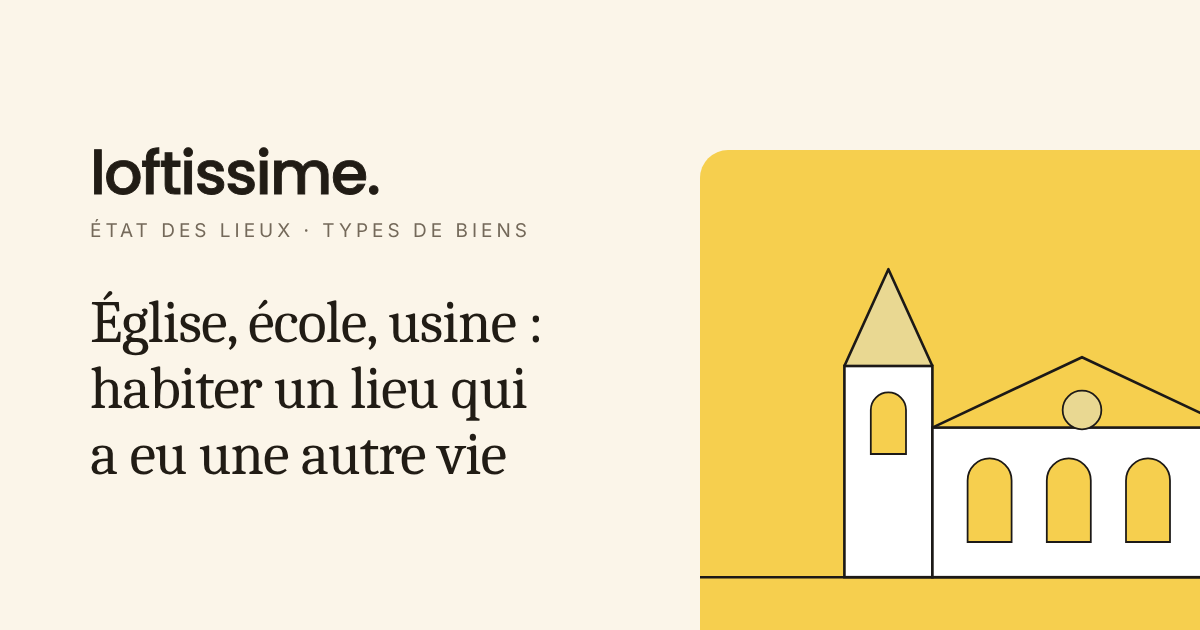 loftissime.
ÉTAT DES LIEUX · TYPES DE BIENS
Église, école, usine :
habiter un lieu qui
a eu une autre vie